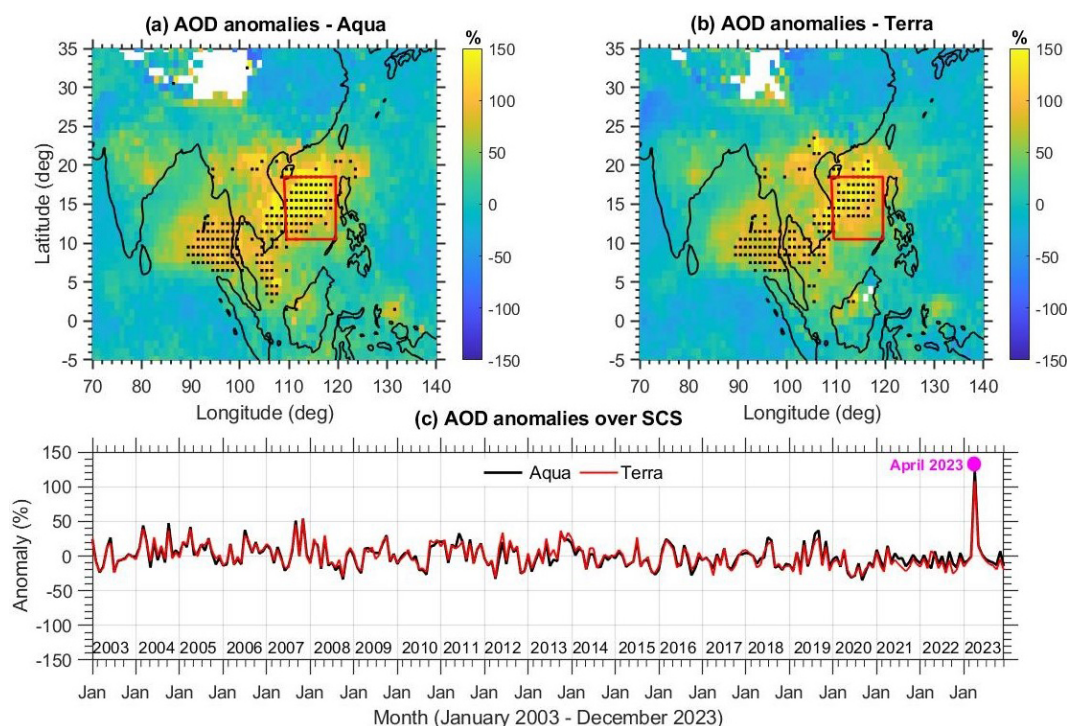 (a) AOD anomalies - Aqua
(b) AOD anomalies - Terra
%
%
35
30
25
20
15
10
5
0
-5
Latitude (deg)
70 80 90 100 110 120 130 140
Longitude (deg)
150
100
50
0
-50
-100
-150
35
30
25
20
15
10
5
0
-5
70 80 90 100 110 120 130 140
Longitude (deg)
150
100
50
0
-50
-100
-150
(c) AOD anomalies over SCS
150
100
50
0
-50
-100
-150
Anomaly (%)
Aqua Terra
April 2023
2003 2004 2005 2006 2007 2008 2009 2010 2011 2012 2013 2014 2015 2016 2017 2018 2019 2020 2021 2022 2023
Jan Jan Jan Jan Jan Jan Jan Jan Jan Jan Jan Jan Jan Jan Jan Jan Jan Jan Jan Jan Jan
Month (January 2003 - December 2023)